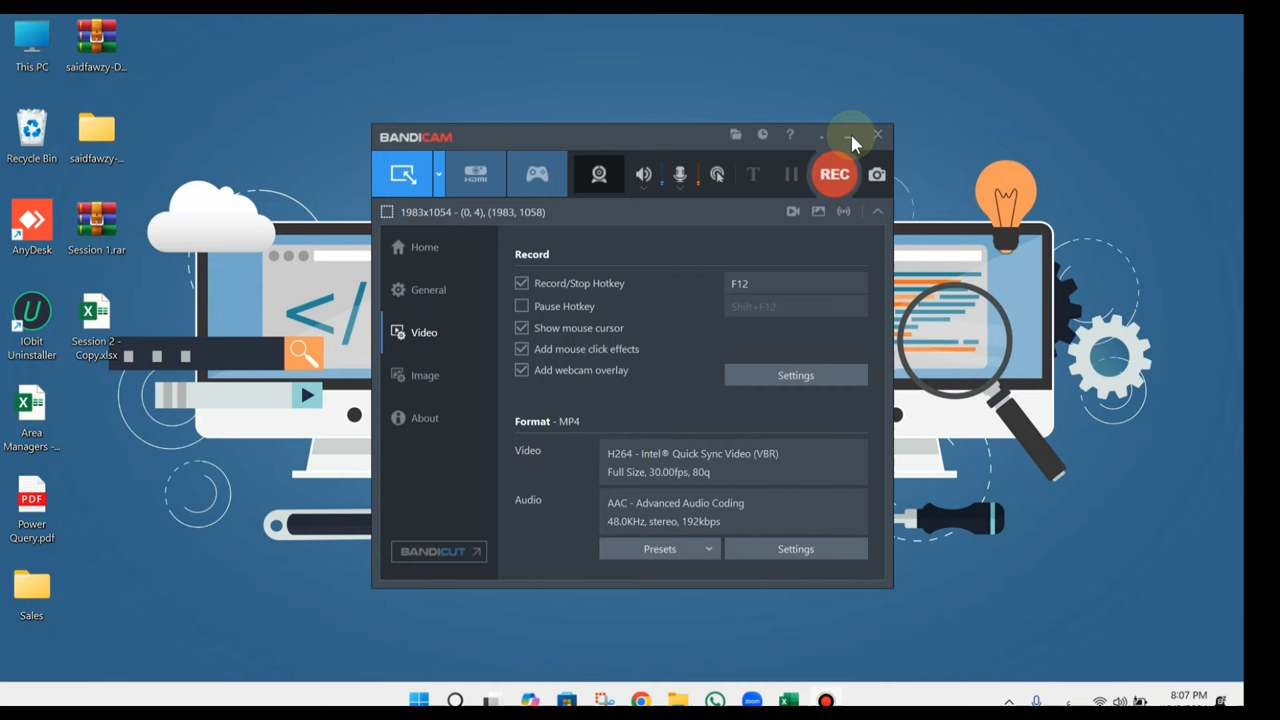 This PC
saidfawzy-D...
Recycle Bin
saidfawzy-...
AnyDesk
Session 1.rar
IObit
Uninstaller
Session 2 -
Copy.xlsx
Area
Managers -...
PDF
Power
Query.pdf
Sales
</>
BANDICAM
HDMI
REC
1983x1054 - (0, 4), (1983, 1058)
Home
General
Video
Image
About
BANDICUT
Record
Record/Stop Hotkey
F12
Pause Hotkey
Shift+F12
Show mouse cursor
Add mouse click effects
Add webcam overlay
Settings
Format - MP4
Video
H264 - Intel® Quick Sync Video (VBR)
Full Size, 30.00fps, 80q
Audio
AAC - Advanced Audio Coding
48.0KHz, stereo, 192kbps
Presets
Settings
zoom
8:07 PM